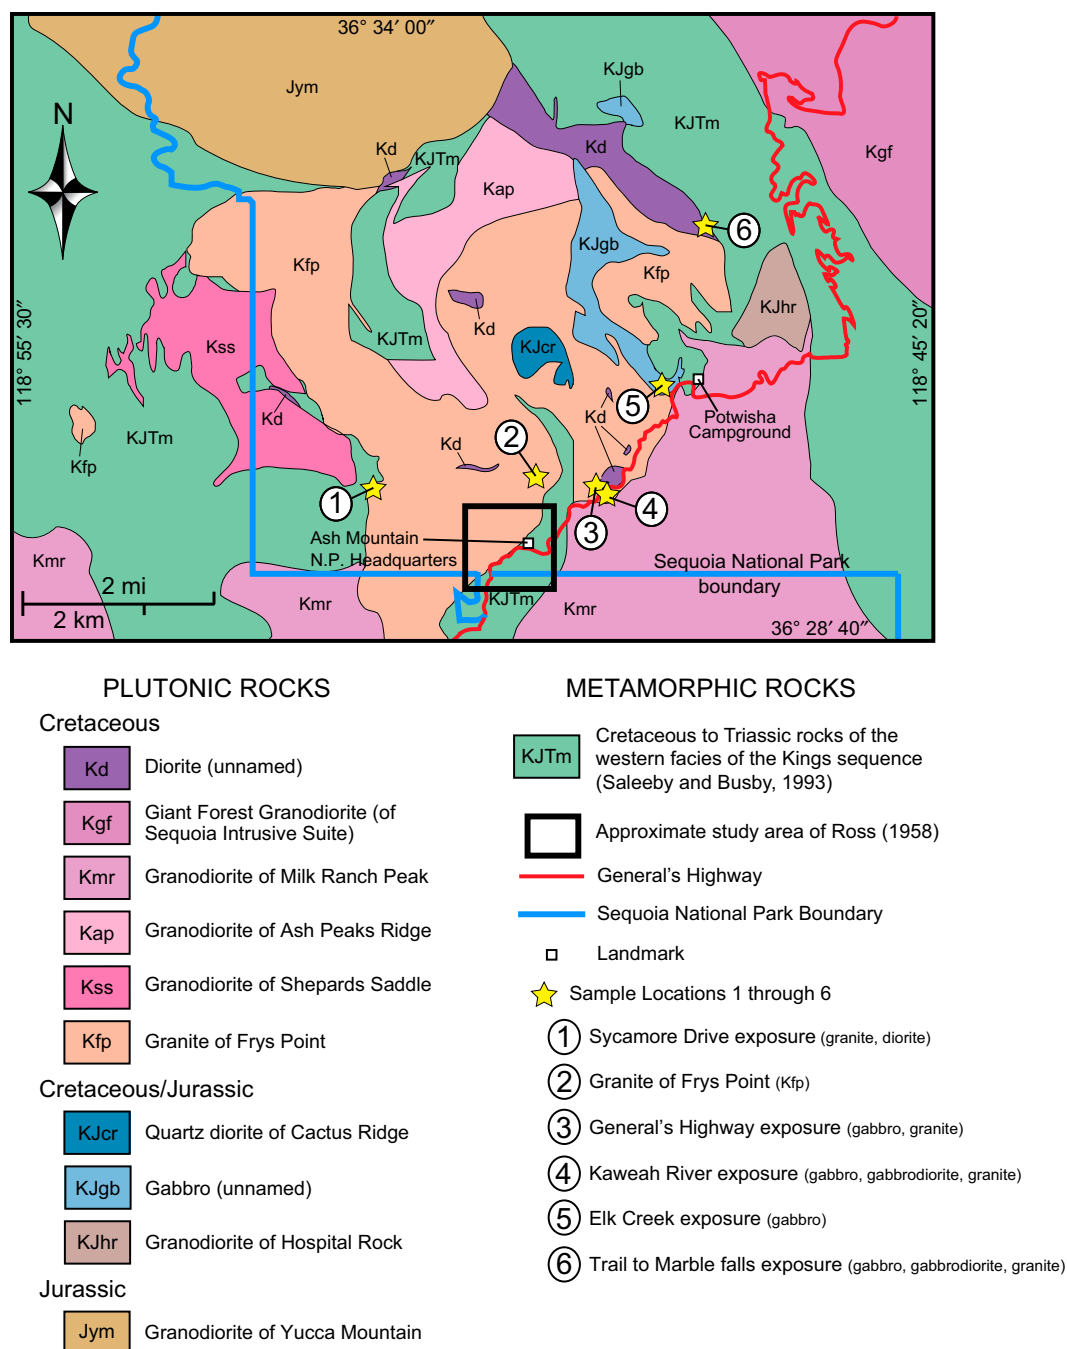 36° 34′ 00″
KJgb
Jym
KJTm
N
Kd
KJTm
Kd
Kgf
Kap
6
KJgb
Kfp
Kfp
118° 55′ 30″
118° 45′ 20″
KJhr
Kd
KJTm
KJcr
Kss
5
Kd
Kd
Potwisha
Campground
KJTm
Kd
2
Kfp
1
3
4
Ash Mountain
N.P. Headquarters
Kmr
Sequoia National Park
boundary
2 mi
2 km
Kmr
KJTm
Kmr
36° 28′ 40″
PLUTONIC ROCKS
Cretaceous
Kd Diorite (unnamed)
Kgf Giant Forest Granodiorite (of
Sequoia Intrusive Suite)
Kmr Granodiorite of Milk Ranch Peak
Kap Granodiorite of Ash Peaks Ridge
Kss Granodiorite of Shepards Saddle
Kfp Granite of Frys Point
Cretaceous/Jurassic
KJcr Quartz diorite of Cactus Ridge
KJgb Gabbro (unnamed)
KJhr Granodiorite of Hospital Rock
Jurassic
Jym Granodiorite of Yucca Mountain
METAMORPHIC ROCKS
KJTm Cretaceous to Triassic rocks of the
western facies of the Kings sequence
(Saleeby and Busby, 1993)
Approximate study area of Ross (1958)
General’s Highway
Sequoia National Park Boundary
Landmark
Sample Locations 1 through 6
1 Sycamore Drive exposure (granite, diorite)
2 Granite of Frys Point (Kfp)
3 General’s Highway exposure (gabbro, granite)
4 Kaweah River exposure (gabbro, gabbrodiorite, granite)
5 Elk Creek exposure (gabbro)
6 Trail to Marble falls exposure (gabbro, gabbrodiorite, granite)